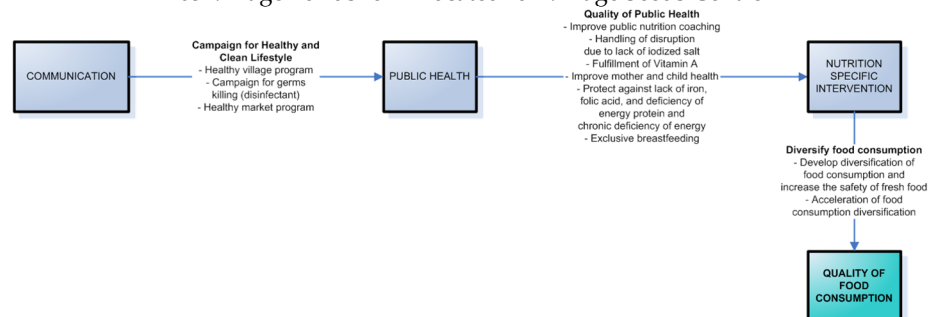 Quality of Public Health
- Improve public nutrition coaching
- Handling of disruption
due to lack of iodized salt
- Fulfillment of Vitamin A
- Improve mother and child health
- Protect against lack of iron,
folic acid, and deficiency of
energy protein and
chronic deficiency of energy
- Exclusive breastfeeding
Campaign for Healthy and
Clean Lifestyle
- Healthy village program
- Campaign for germs
killing (disinfectant)
- Healthy market program
COMMUNICATION
PUBLIC HEALTH
NUTRITION
SPECIFIC
INTERVENTION
Diversify food consumption
- Develop diversification of
food consumption and
increase the safety of fresh food
- Acceleration of food
consumption diversification
QUALITY OF
FOOD
CONSUMPTION